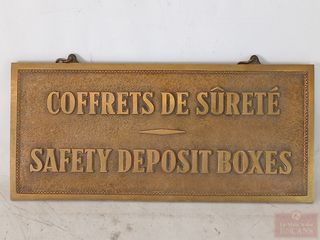 COFFRETS DE SÛRETÉ
SAFETY DEPOSIT BOXES